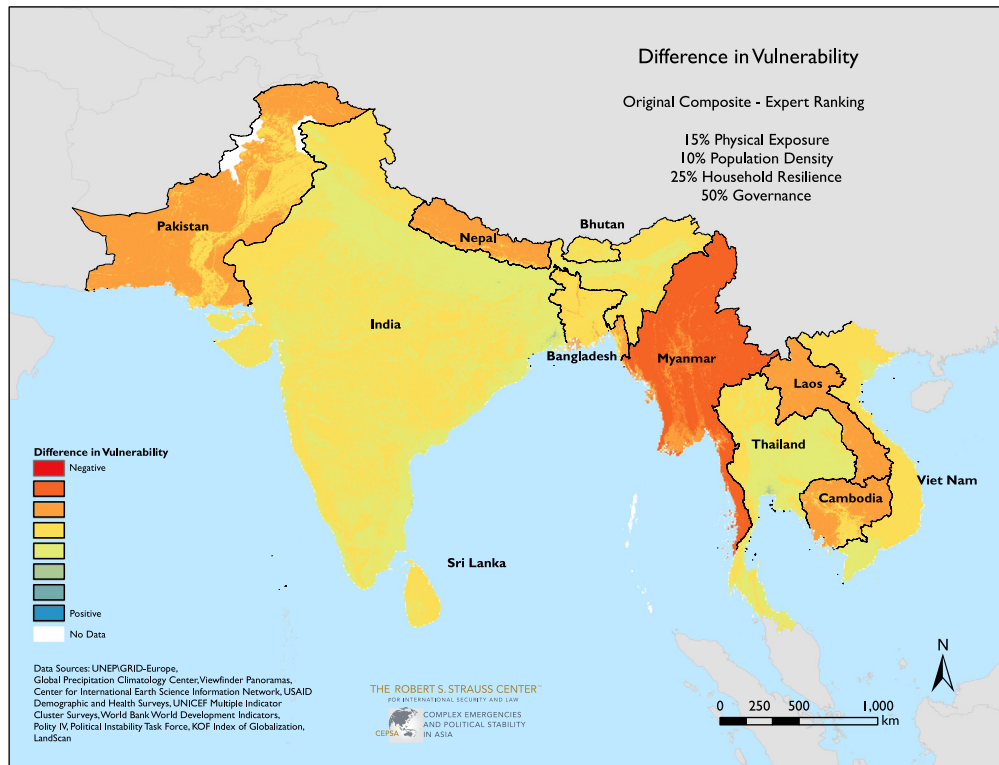 Difference in Vulnerability
Original Composite - Expert Ranking
15% Physical Exposure
10% Population Density
25% Household Resilience
50% Governance
Pakistan
Nepal
Bhutan
India
Bangladesh
Myanmar
Laos
Thailand
Viet Nam
Cambodia
Sri Lanka
Difference in Vulnerability
Negative
Positive
No Data
Data Sources: UNEP\GRID-Europe,
Global Precipitation Climatology Center, Viewfinder Panoramas,
Center for International Earth Science Information Network, USAID
Demographic and Health Surveys, UNICEF Multiple Indicator
Cluster Surveys, World Bank World Development Indicators,
Polity IV, Political Instability Task Force, KOF Index of Globalization,
LandScan
THE ROBERT S. STRAUSS CENTER™
FOR INTERNATIONAL SECURITY AND LAW
CEPSA
COMPLEX EMERGENCIES
AND POLITICAL STABILITY
IN ASIA
N
0 250 500 1,000
km